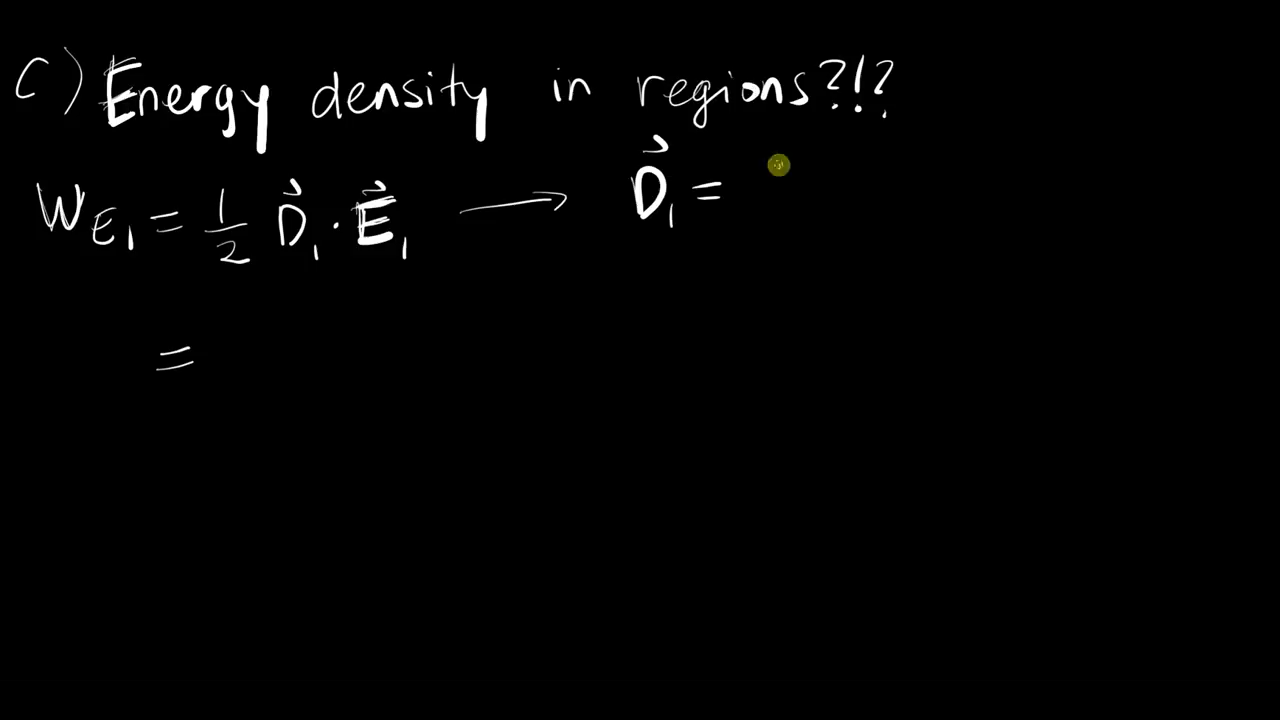 c) Energy density in regions?!?
W_E₁ = 1/2 D⃗₁ · E⃗₁ → D⃗₁ =
=